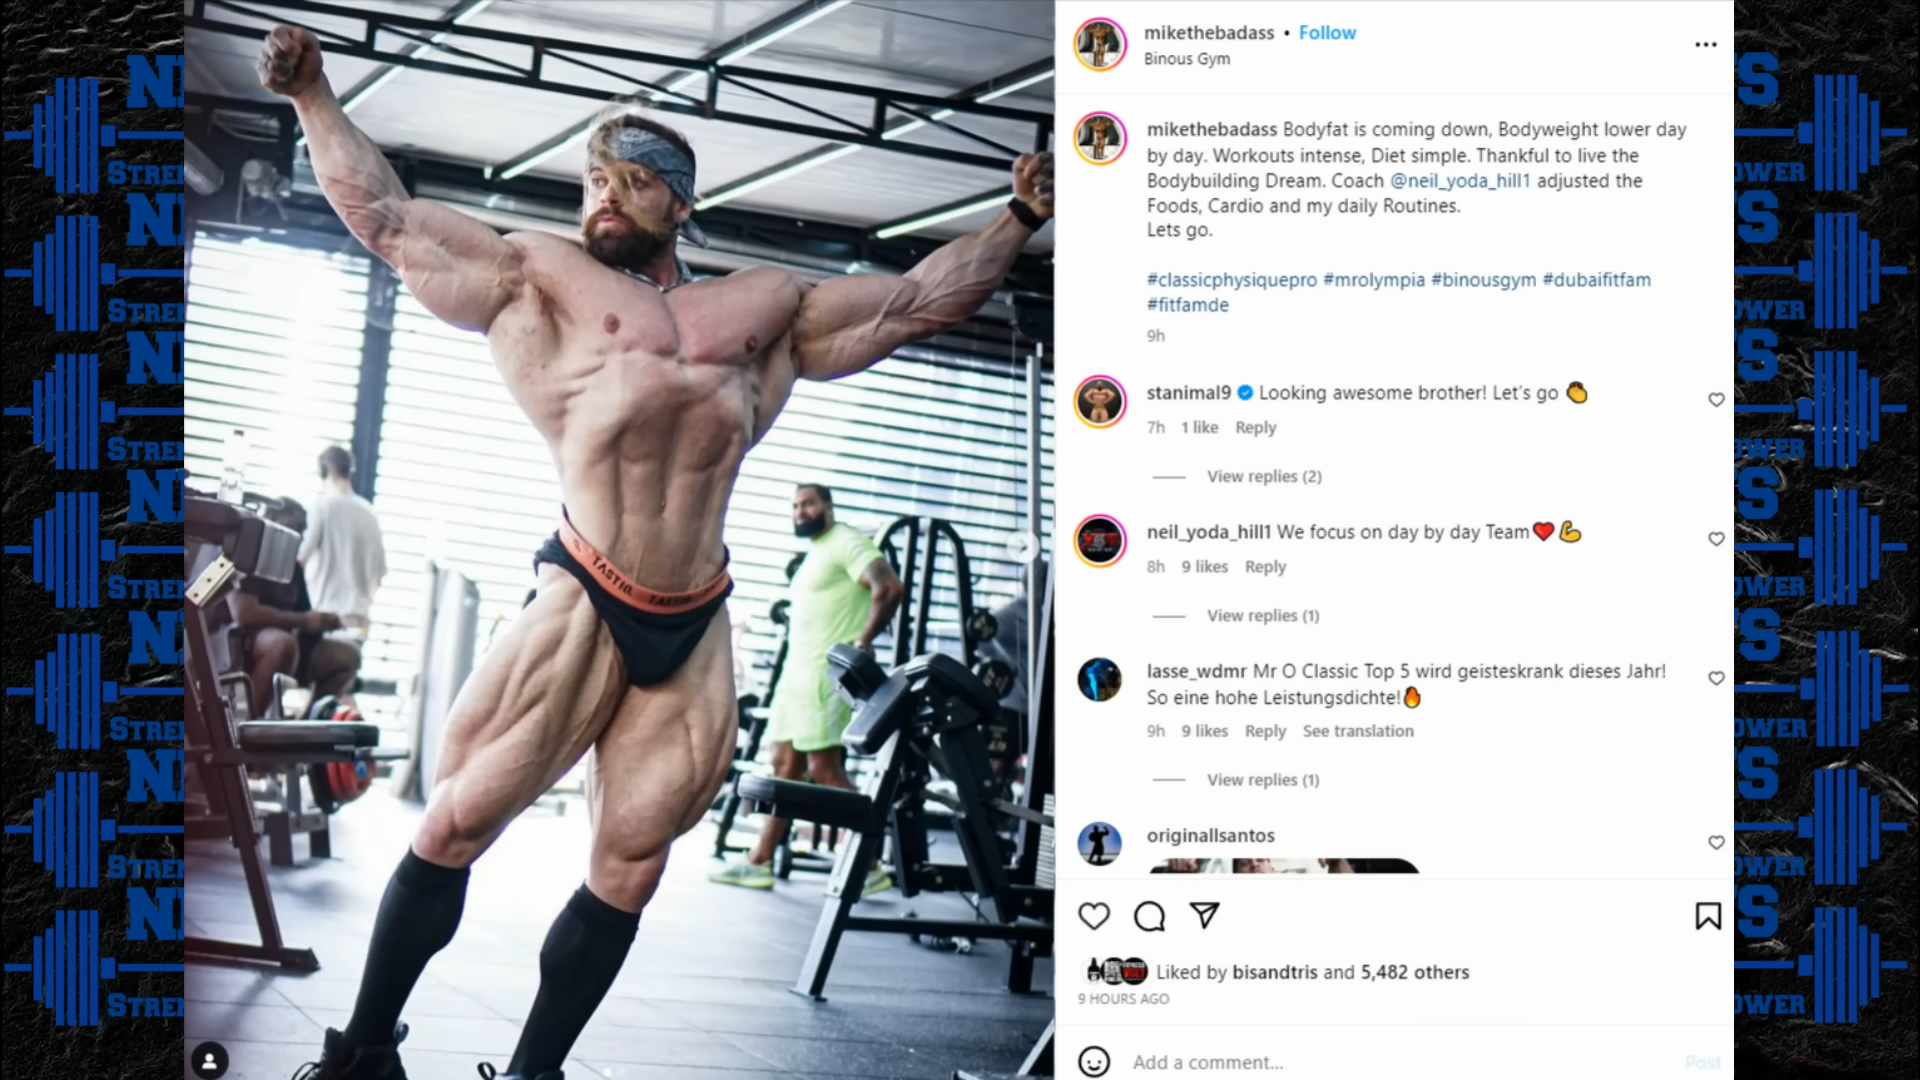 mikethebadass • Follow
Binous Gym
mikethebadass Bodyfat is coming down, Bodyweight lower day
by day. Workouts intense, Diet simple. Thankful to live the
Bodybuilding Dream. Coach @neil_yoda_hill1 adjusted the
Foods, Cardio and my daily Routines.
Lets go.
#classicphysiquepro #mrolympia #binousgym #dubaifitfam
#fitfamde
9h
stanimal9 Looking awesome brother! Let's go 👏
7h 1 like Reply
View replies (2)
neil_yoda_hill1 We focus on day by day Team❤️💪
8h 9 likes Reply
View replies (1)
lasse_wdmr Mr O Classic Top 5 wird geisteskrank dieses Jahr!
So eine hohe Leistungsdichte!🔥
9h 9 likes Reply See translation
View replies (1)
originallsantos
Liked by bisandtris and 5,482 others
9 HOURS AGO
Add a comment...
Post
TASTIQ TASTIQ